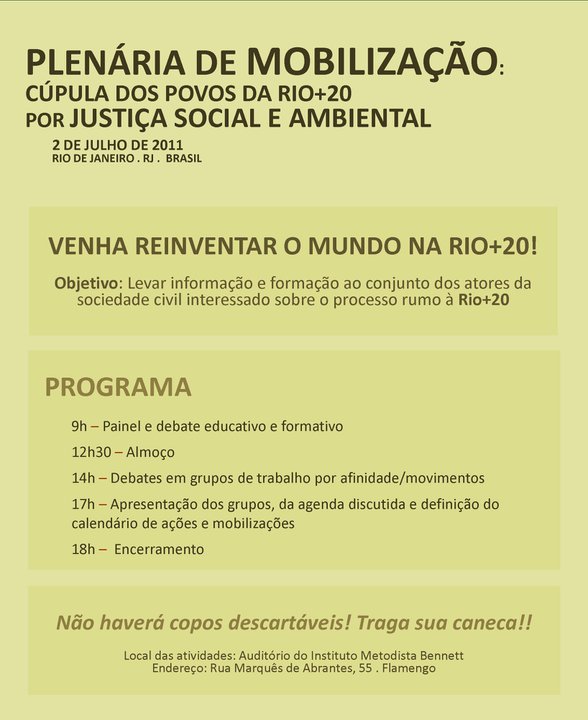 PLENÁRIA DE MOBILIZAÇÃO:
CÚPULA DOS POVOS DA RIO+20
POR JUSTIÇA SOCIAL E AMBIENTAL
2 DE JULHO DE 2011
RIO DE JANEIRO . RJ . BRASIL
VENHA REINVENTAR O MUNDO NA RIO+20!
Objetivo: Levar informação e formação ao conjunto dos atores da
sociedade civil interessado sobre o processo rumo à Rio+20
PROGRAMA
9h – Painel e debate educativo e formativo
12h30 – Almoço
14h – Debates em grupos de trabalho por afinidade/movimentos
17h – Apresentação dos grupos, da agenda discutida e definição do
calendário de ações e mobilizações
18h – Encerramento
Não haverá copos descartáveis! Traga sua caneca!!
Local das atividades: Auditório do Instituto Metodista Bennett
Endereço: Rua Marquês de Abrantes, 55 . Flamengo